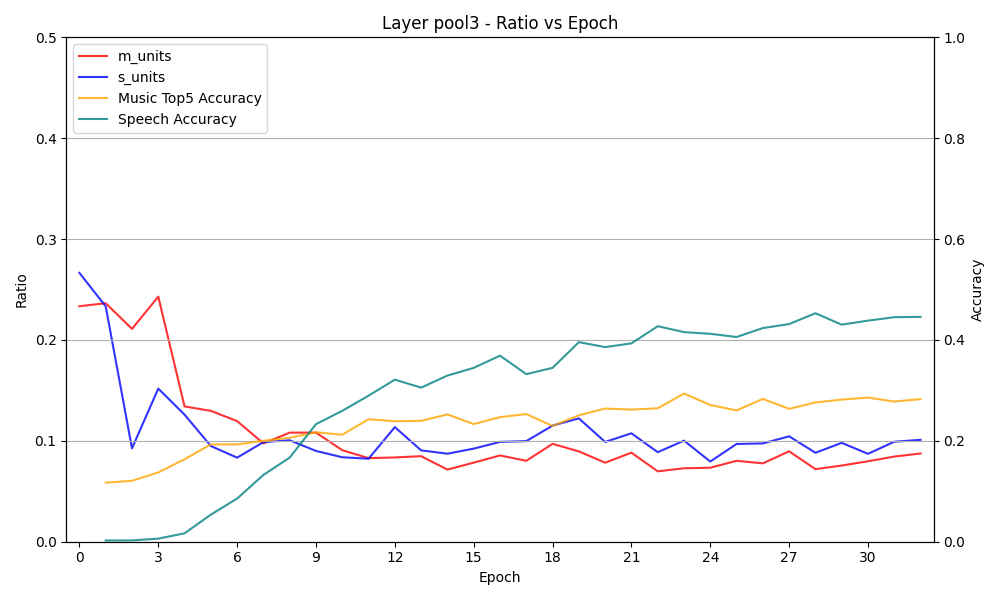 Layer pool3 - Ratio vs Epoch
m_units
s_units
Music Top5 Accuracy
Speech Accuracy
0.5
0.4
0.3
0.2
0.1
0.0
Ratio
1.0
0.8
0.6
0.4
0.2
0.0
Accuracy
0 3 6 9 12 15 18 21 24 27 30
Epoch